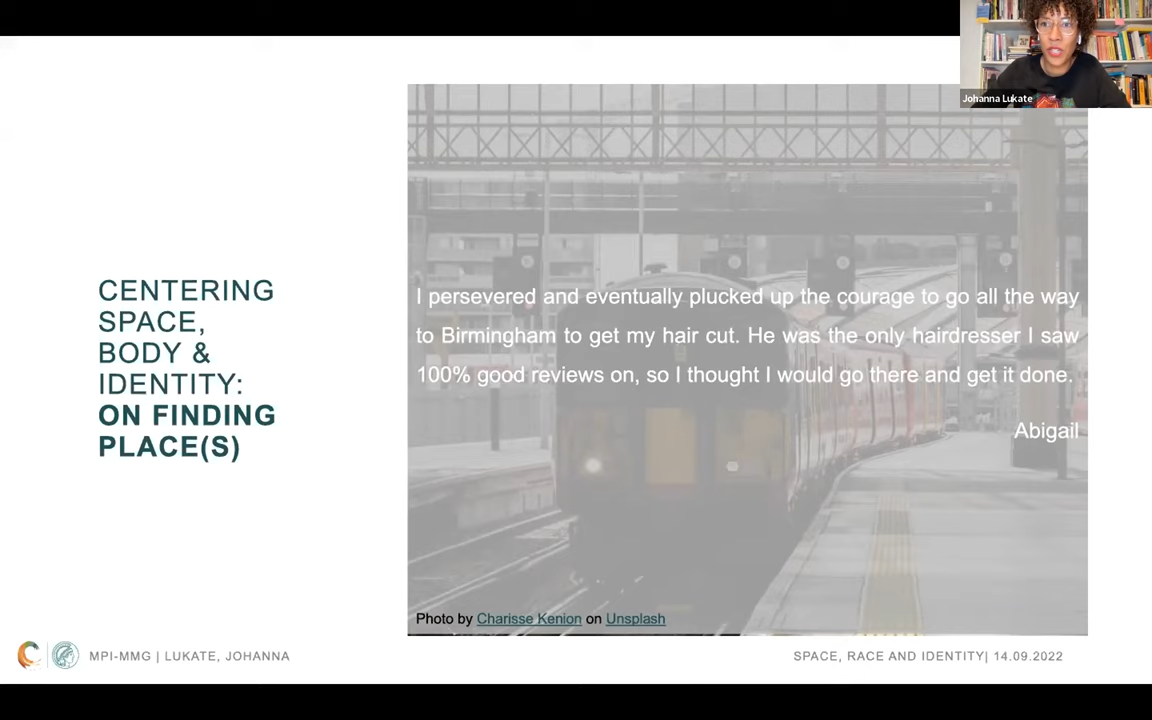 Johanna Lukate
CENTERING
SPACE,
BODY &
IDENTITY:
ON FINDING
PLACE(S)
I persevered and eventually plucked up the courage to go all the way
to Birmingham to get my hair cut. He was the only hairdresser I saw
100% good reviews on, so I thought I would go there and get it done.
Abigail
Photo by Charisse Kenion on Unsplash
MPI-MMG | LUKATE, JOHANNA
SPACE, RACE AND IDENTITY| 14.09.2022